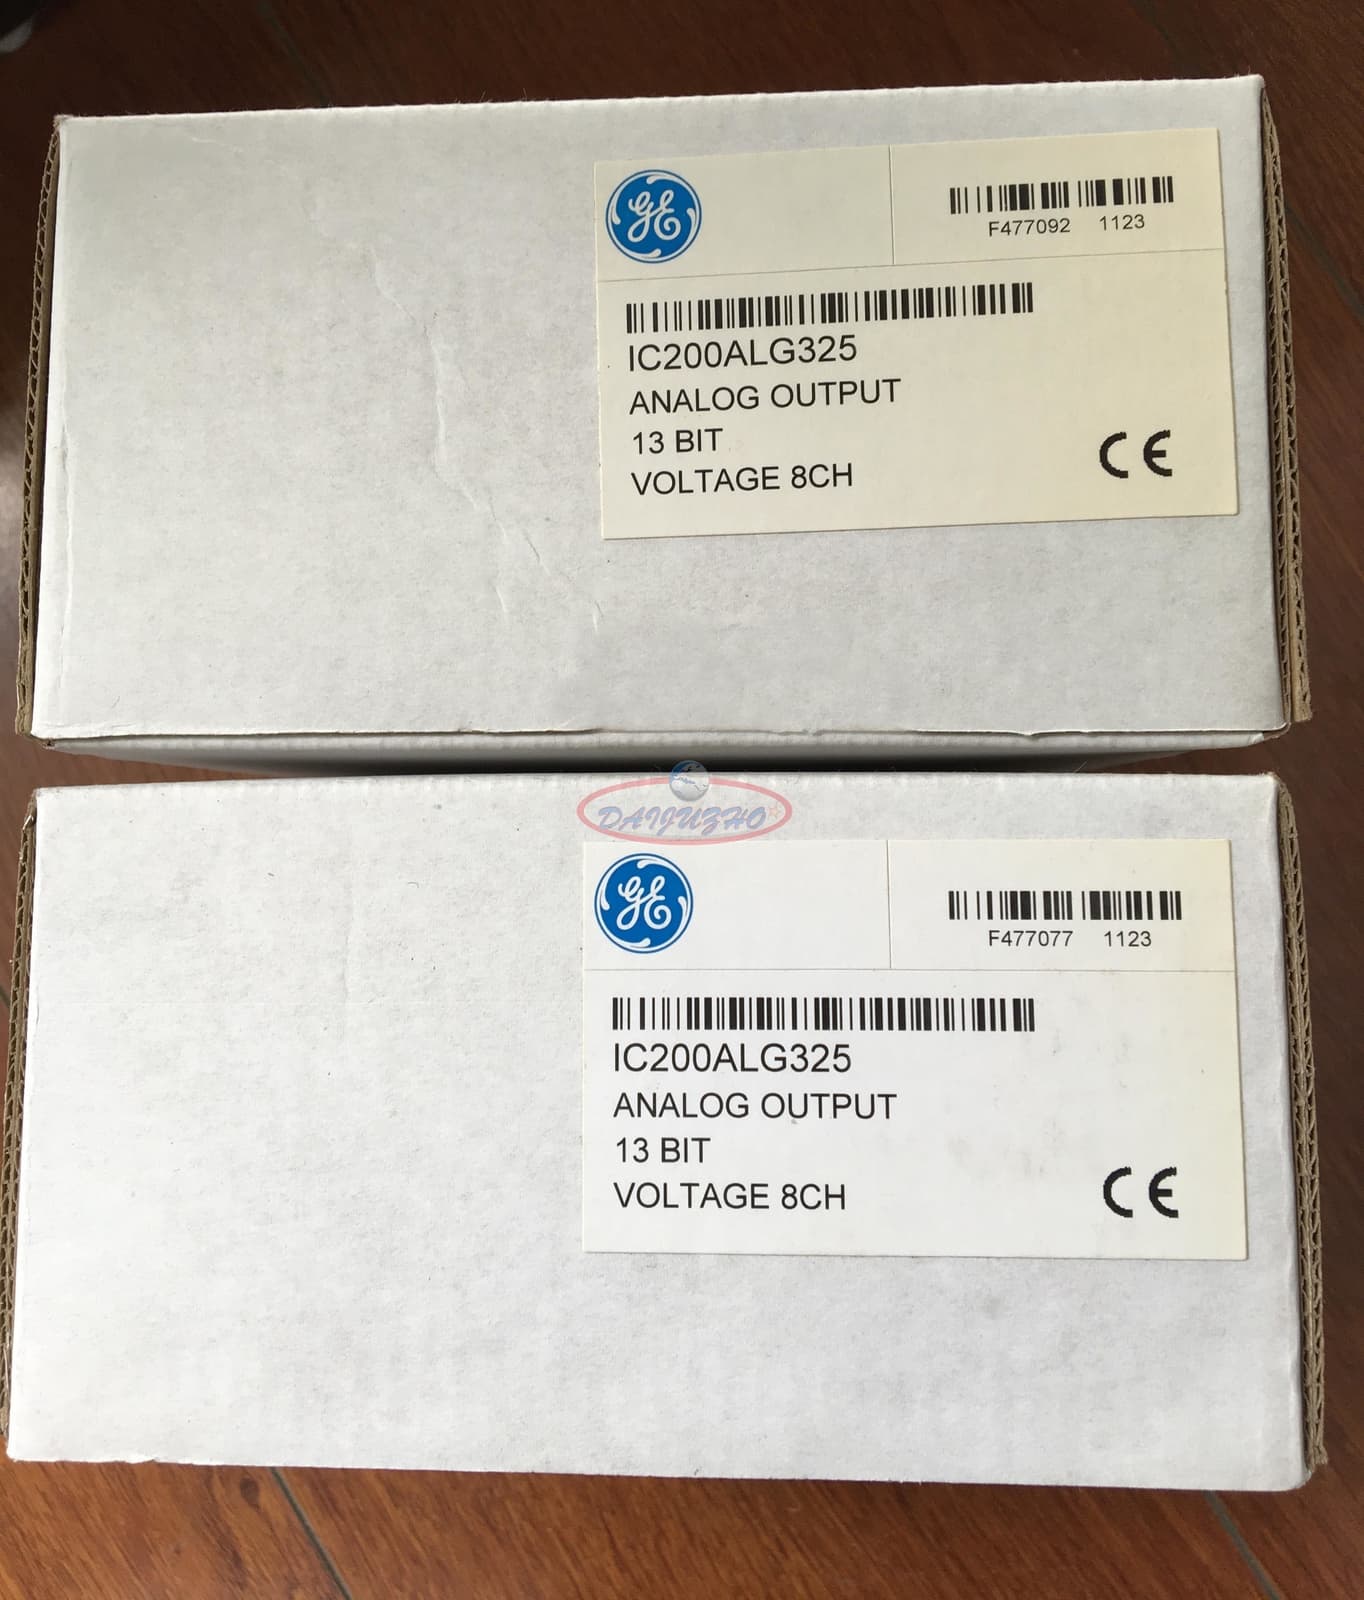 GE
F477092 1123
IC200ALG325
ANALOG OUTPUT
13 BIT
VOLTAGE 8CH
CE
DAIJUZHO
GE
F477077 1123
IC200ALG325
ANALOG OUTPUT
13 BIT
VOLTAGE 8CH
CE